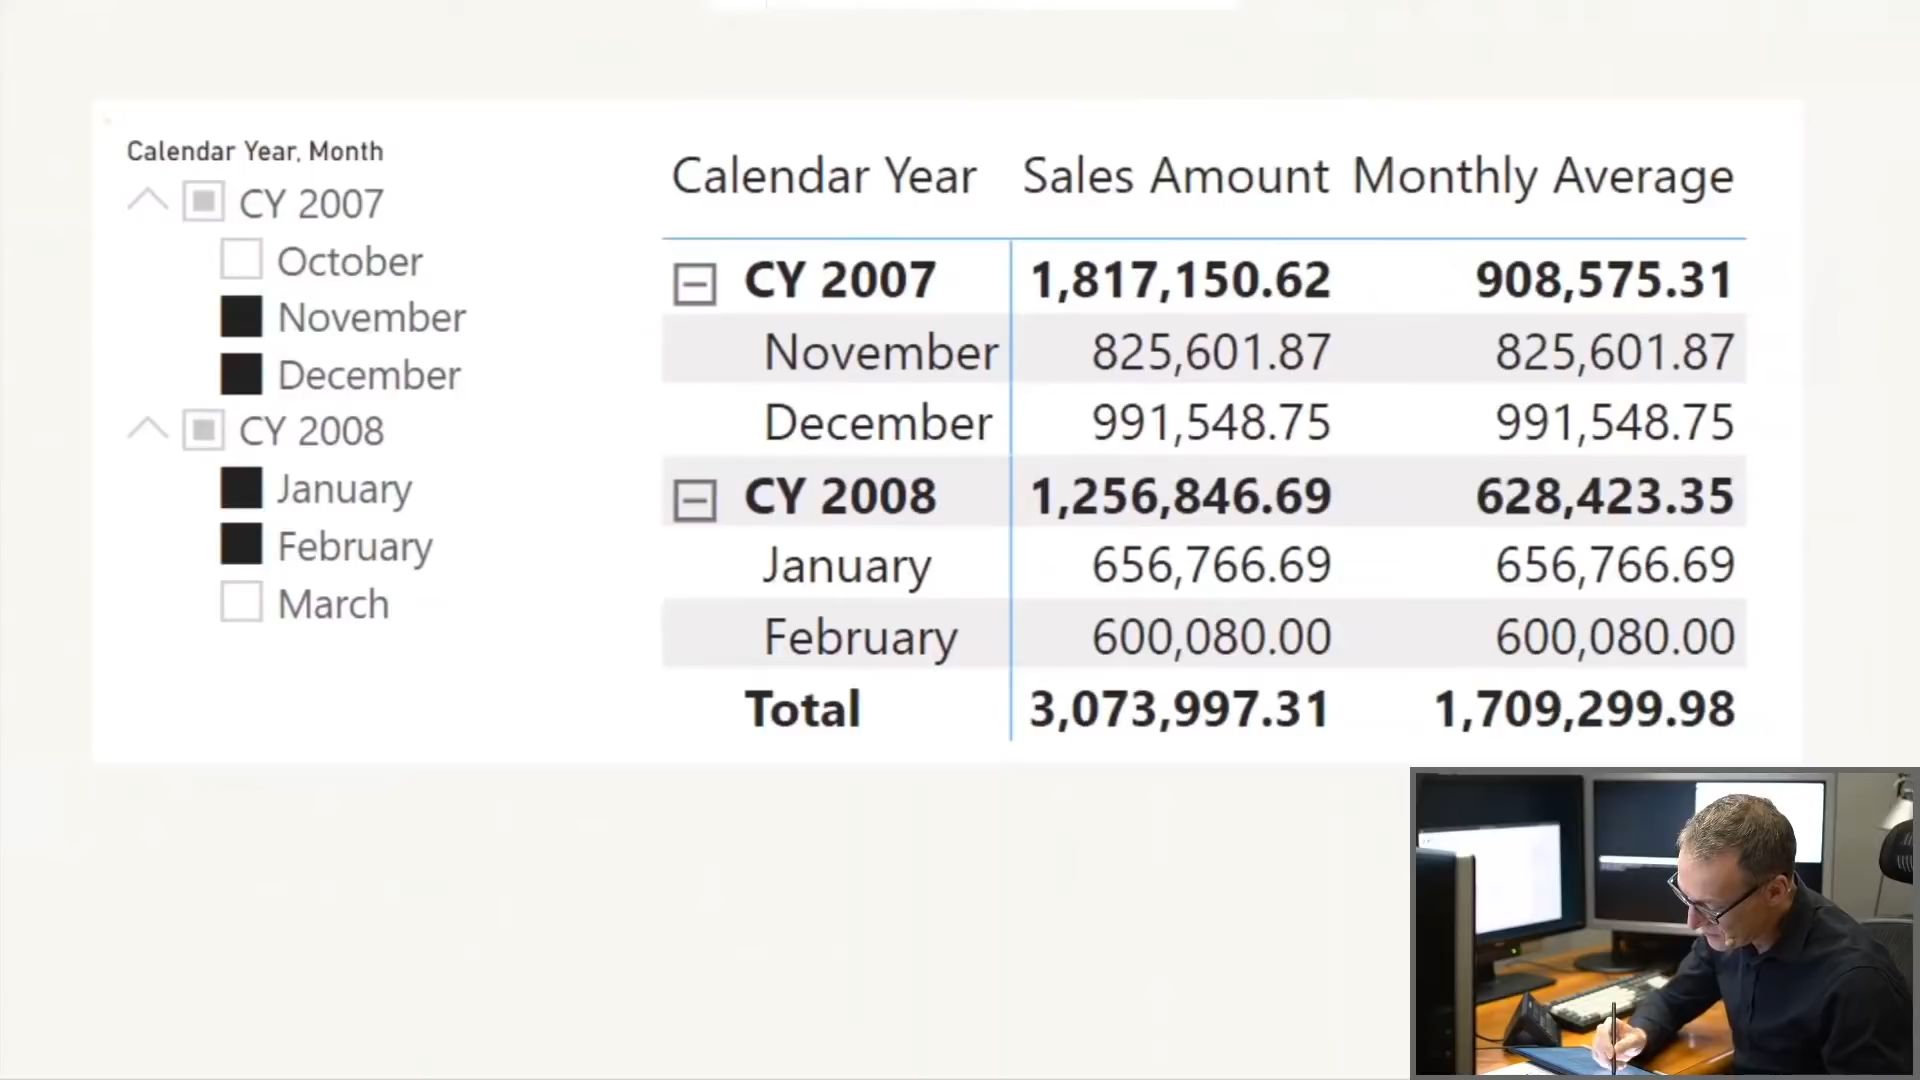 Calendar Year, Month
CY 2007
October
November
December
CY 2008
January
February
March
Calendar Year Sales Amount Monthly Average
CY 2007 1,817,150.62 908,575.31
November 825,601.87 825,601.87
December 991,548.75 991,548.75
CY 2008 1,256,846.69 628,423.35
January 656,766.69 656,766.69
February 600,080.00 600,080.00
Total 3,073,997.31 1,709,299.98